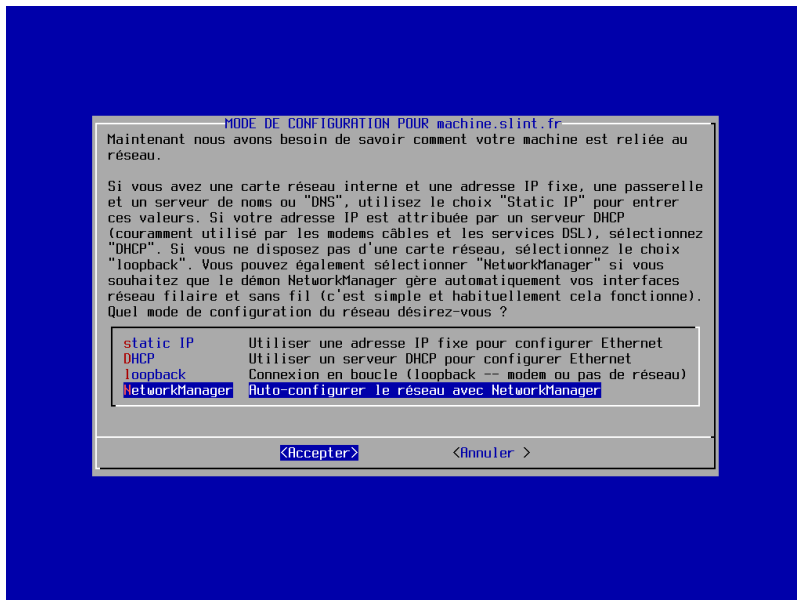 MODE DE CONFIGURATION POUR machine.slint.fr
Maintenant nous avons besoin de savoir comment votre machine est reliée au
réseau.
Si vous avez une carte réseau interne et une adresse IP fixe, une passerelle
et un serveur de noms ou "DNS", utilisez le choix "Static IP" pour entrer
ces valeurs. Si votre adresse IP est attribuée par un serveur DHCP
(couramment utilisé par les modems câbles et les services DSL), sélectionnez
"DHCP". Si vous ne disposez pas d'une carte réseau, sélectionnez le choix
"loopback". Vous pouvez également sélectionner "NetworkManager" si vous
souhaitez que le démon NetworkManager gère automatiquement vos interfaces
réseau filaire et sans fil (c'est simple et habituellement cela fonctionne).
Quel mode de configuration du réseau désirez-vous ?
static IP Utiliser une adresse IP fixe pour configurer Ethernet
DHCP Utiliser un serveur DHCP pour configurer Ethernet
loopback Connexion en boucle (loopback -- modem ou pas de réseau)
NetworkManager Auto-configurer le réseau avec NetworkManager
<Accepter> <Annuler >